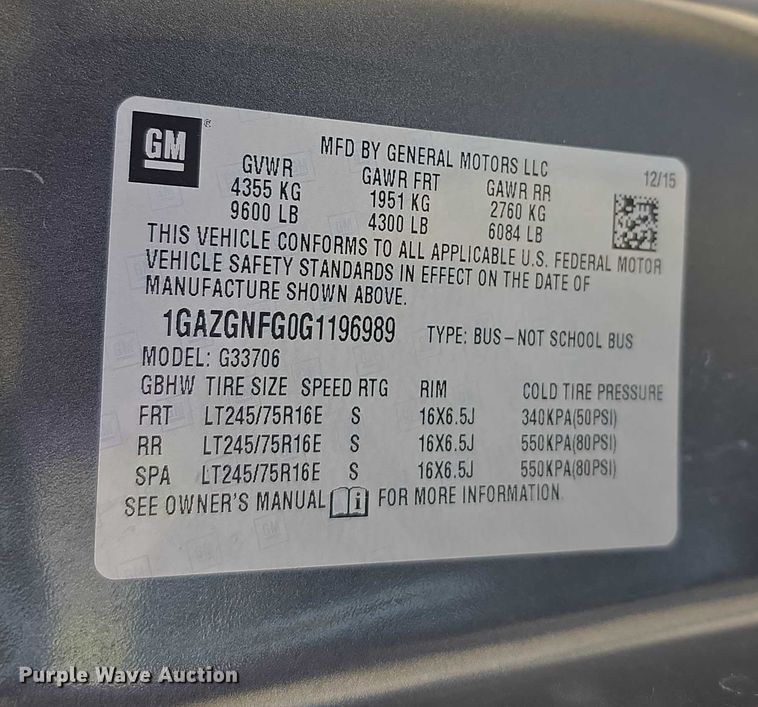 GM
MFD BY GENERAL MOTORS LLC
12/15
GVWR GAWR FRT GAWR RR
4355 KG 1951 KG 2760 KG
9600 LB 4300 LB 6084 LB
THIS VEHICLE CONFORMS TO ALL APPLICABLE U.S. FEDERAL MOTOR
VEHICLE SAFETY STANDARDS IN EFFECT ON THE DATE OF
MANUFACTURE SHOWN ABOVE.
1GAZGNFG0G1196989 TYPE: BUS–NOT SCHOOL BUS
MODEL: G33706
GBHW TIRE SIZE SPEED RTG RIM COLD TIRE PRESSURE
FRT LT245/75R16E S 16X6.5J 340KPA(50PSI)
RR LT245/75R16E S 16X6.5J 550KPA(80PSI)
SPA LT245/75R16E S 16X6.5J 550KPA(80PSI)
SEE OWNER'S MANUAL i FOR MORE INFORMATION.
Purple Wave Auction